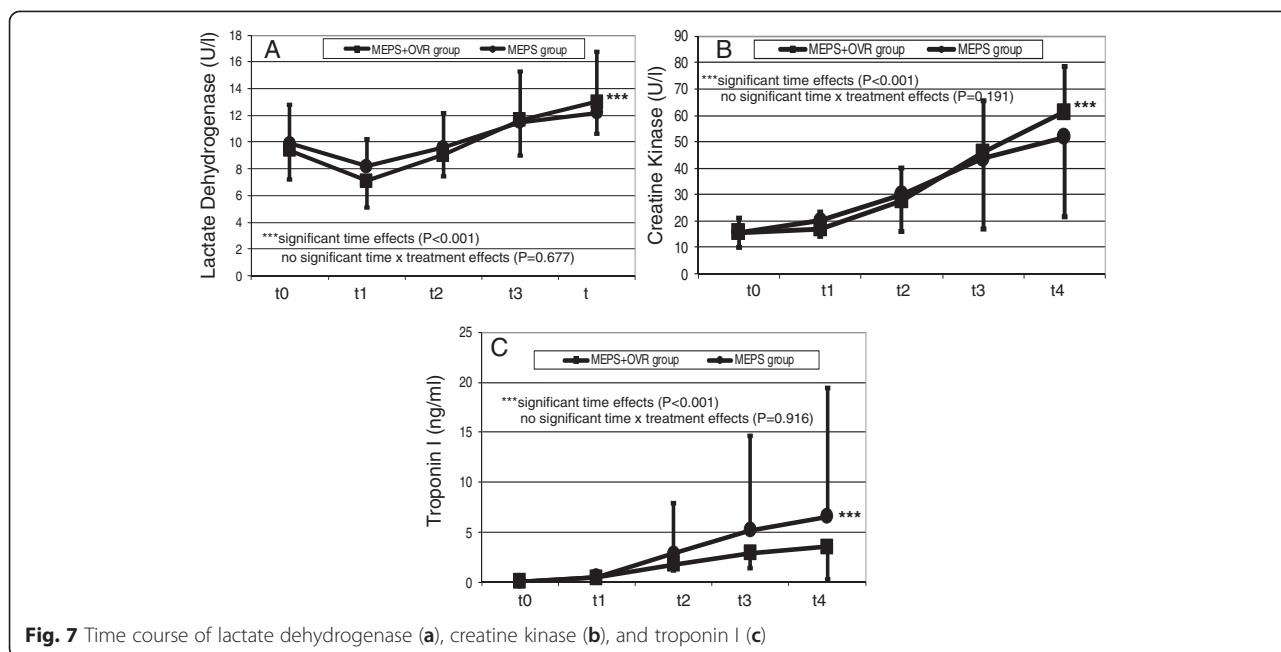 A
MEPS+OVR group MEPS group
Lactate Dehydrogenase (U/l)
18
16
14
12
10
8
6
4
2
0
***
***significant time effects (P<0.001)
no significant time x treatment effects (P=0.677)
t0 t1 t2 t3 t
B
MEPS+OVR group MEPS group
***significant time effects (P<0.001)
no significant time x treatment effects (P=0.191)
Creatine Kinase (U/l)
90
80
70
60
50
40
30
20
10
0
***
t0 t1 t2 t3 t4
C
MEPS+OVR group MEPS group
***significant time effects (P<0.001)
no significant time x treatment effects (P=0.916)
Troponin I (ng/ml)
25
20
15
10
5
0
***
t0 t1 t2 t3 t4
Fig. 7 Time course of lactate dehydrogenase (a), creatine kinase (b), and troponin I (c)